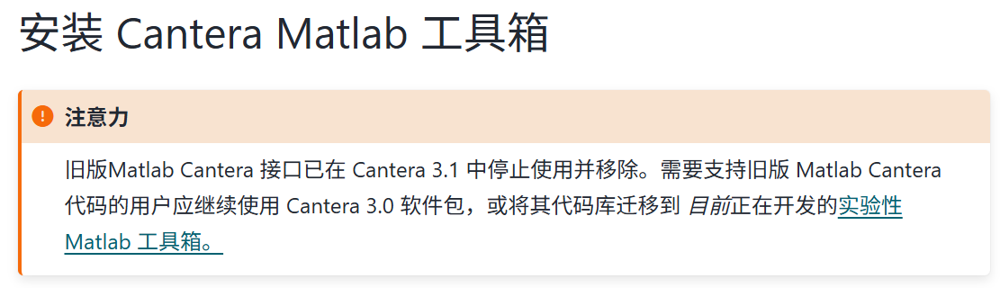 安装 Cantera Matlab 工具箱
注意力
旧版Matlab Cantera 接口已在 Cantera 3.1 中停止使用并移除。需要支持旧版 Matlab Cantera
代码的用户应继续使用 Cantera 3.0 软件包，或将其代码库迁移到 目前正在开发的实验性
Matlab 工具箱。